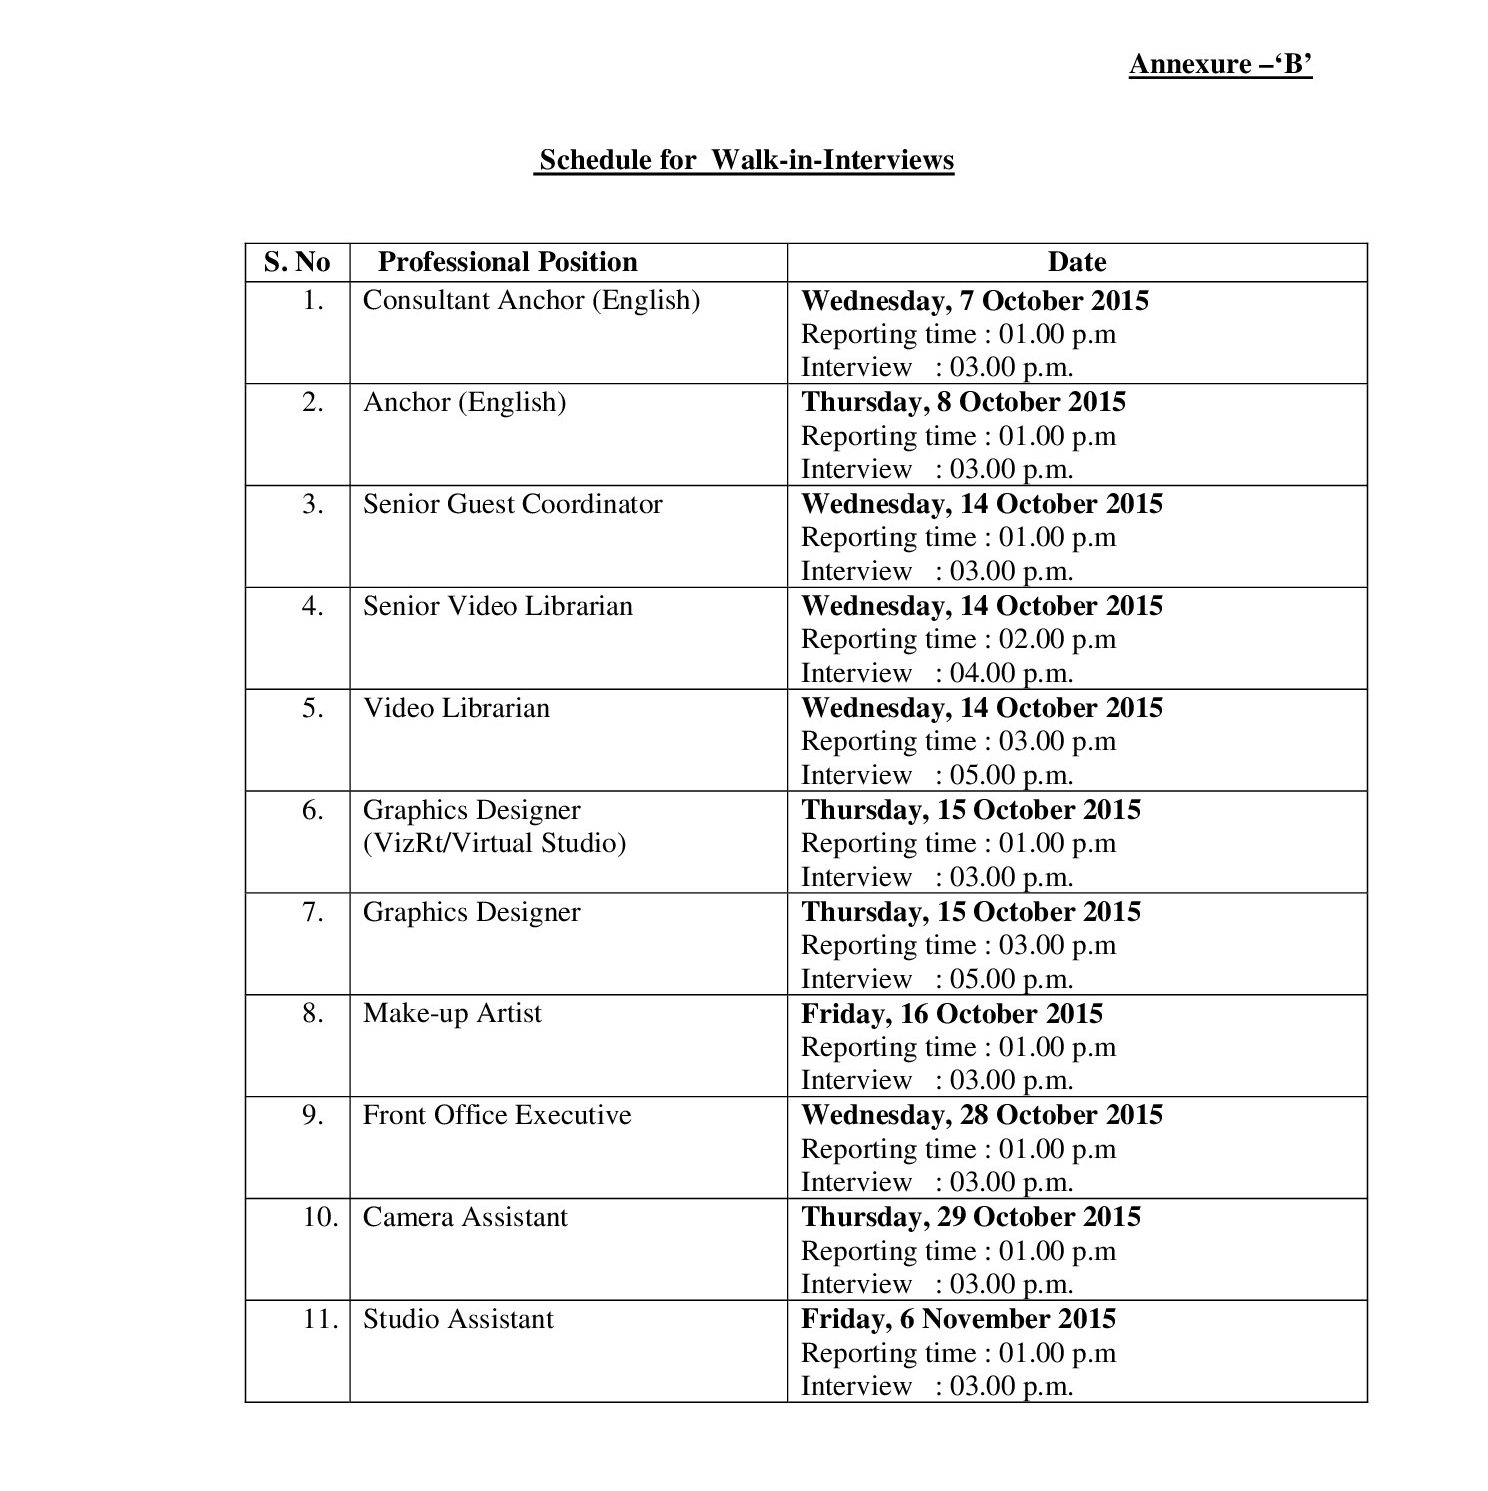 Annexure –‘B’
Schedule for  Walk-in-Interviews
S. No Professional Position Date
1. Consultant Anchor (English) Wednesday, 7 October 2015
Reporting time : 01.00 p.m
Interview   : 03.00 p.m.
2. Anchor (English) Thursday, 8 October 2015
Reporting time : 01.00 p.m
Interview   : 03.00 p.m.
3. Senior Guest Coordinator Wednesday, 14 October 2015
Reporting time : 01.00 p.m
Interview   : 03.00 p.m.
4. Senior Video Librarian Wednesday, 14 October 2015
Reporting time : 02.00 p.m
Interview   : 04.00 p.m.
5. Video Librarian Wednesday, 14 October 2015
Reporting time : 03.00 p.m
Interview   : 05.00 p.m.
6. Graphics Designer Thursday, 15 October 2015
(VizRt/Virtual Studio) Reporting time : 01.00 p.m
Interview   : 03.00 p.m.
7. Graphics Designer Thursday, 15 October 2015
Reporting time : 03.00 p.m
Interview   : 05.00 p.m.
8. Make-up Artist Friday, 16 October 2015
Reporting time : 01.00 p.m
Interview   : 03.00 p.m.
9. Front Office Executive Wednesday, 28 October 2015
Reporting time : 01.00 p.m
Interview   : 03.00 p.m.
10. Camera Assistant Thursday, 29 October 2015
Reporting time : 01.00 p.m
Interview   : 03.00 p.m.
11. Studio Assistant Friday, 6 November 2015
Reporting time : 01.00 p.m
Interview   : 03.00 p.m.